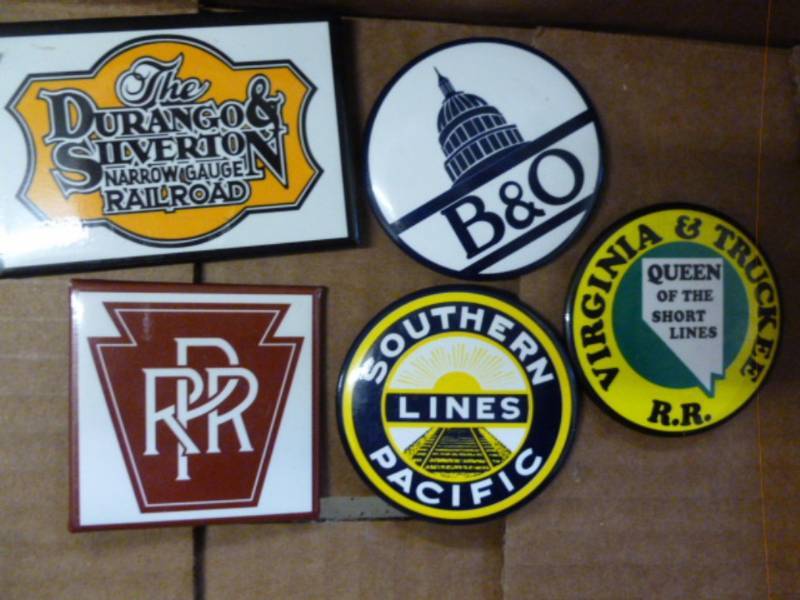 The
DURANGO &
SILVERTON
NARROW GAUGE
RAILROAD
B&O
VIRGINIA & TRUCKEE
R.R.
QUEEN
OF THE
SHORT
LINES
PRR
SOUTHERN
LINES
PACIFIC